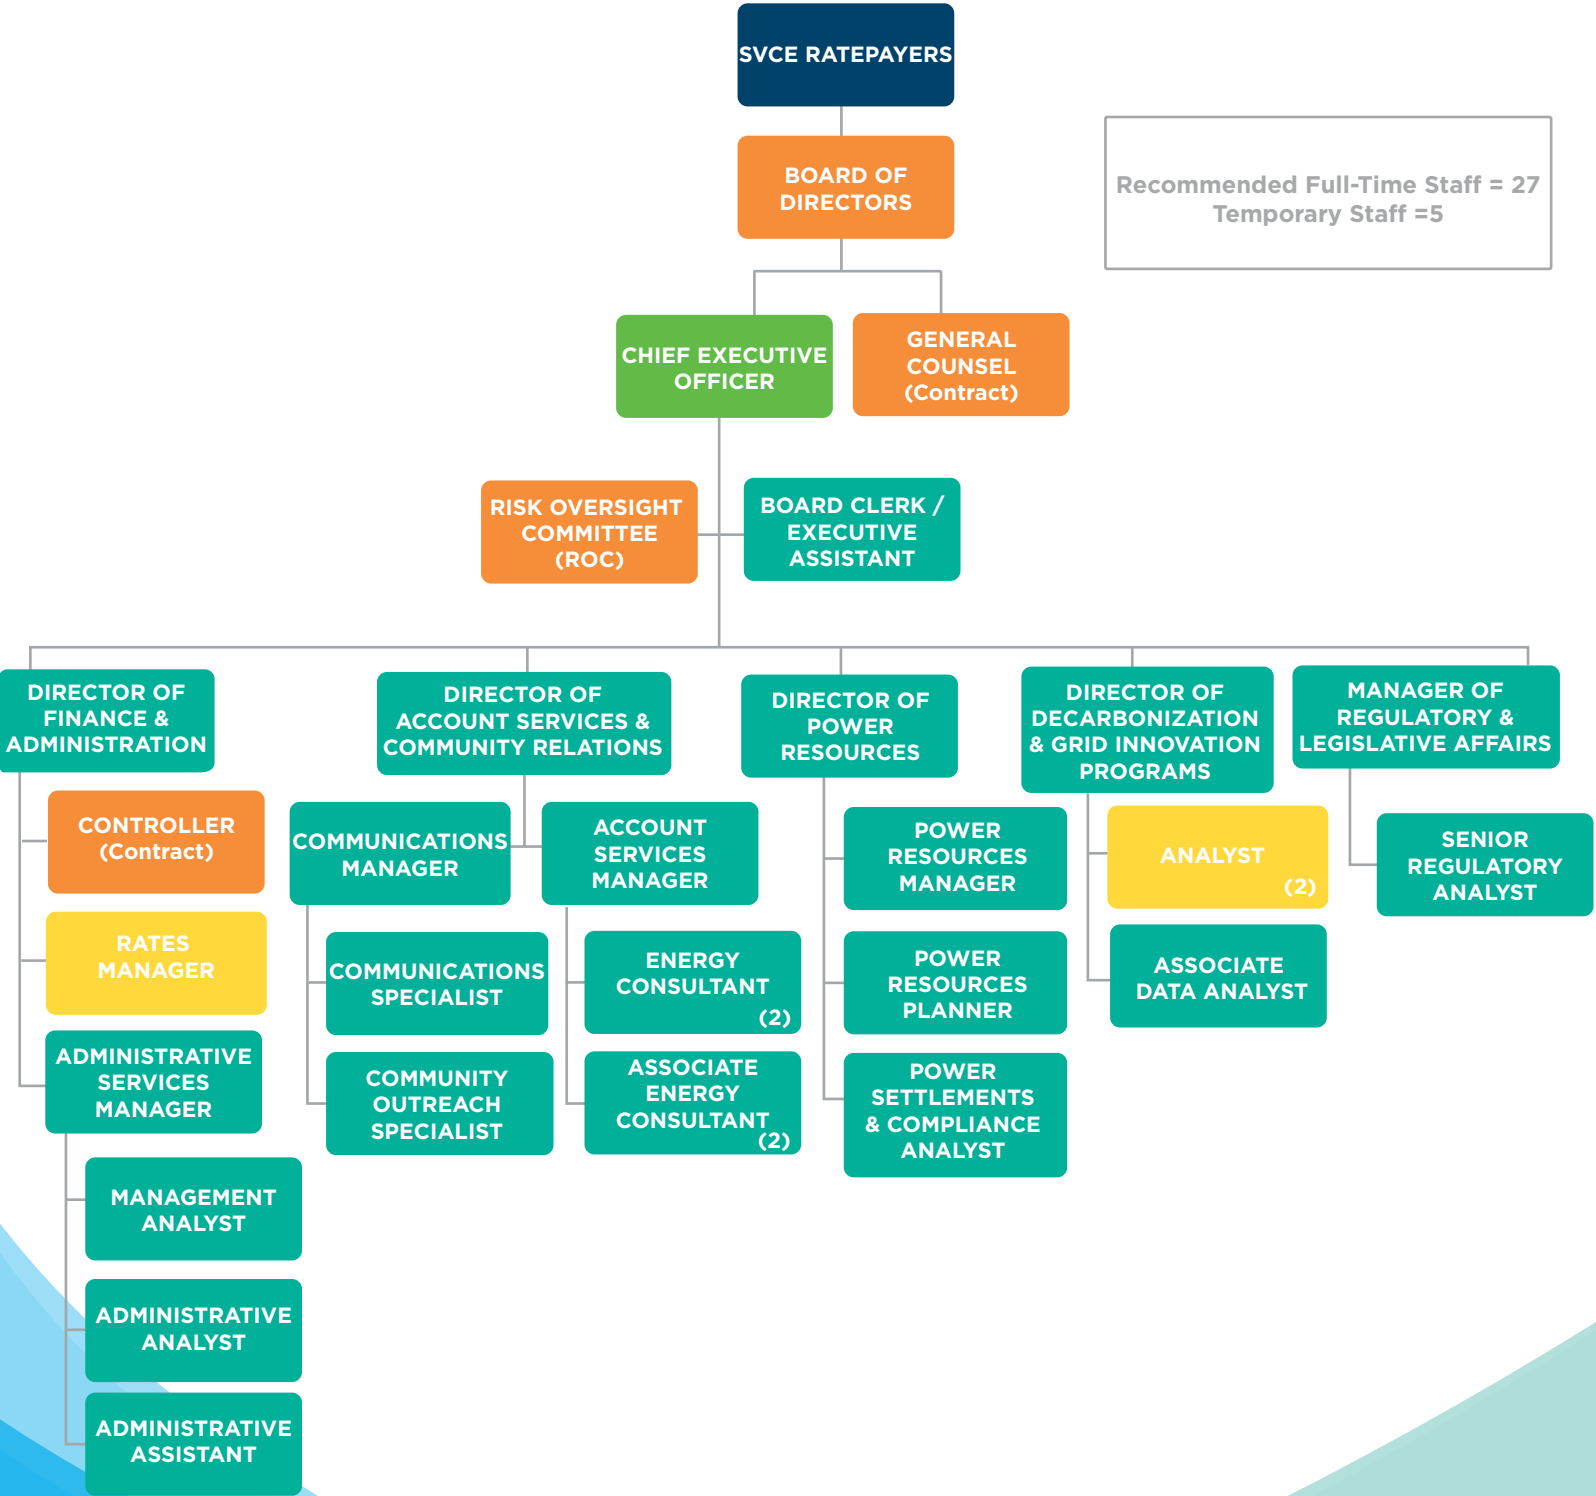 SVCE RATEPAYERS
BOARD OF
DIRECTORS
Recommended Full-Time Staff = 27
Temporary Staff =5
CHIEF EXECUTIVE
OFFICER
GENERAL
COUNSEL
(Contract)
RISK OVERSIGHT
COMMITTEE
(ROC)
BOARD CLERK /
EXECUTIVE
ASSISTANT
DIRECTOR OF
FINANCE &
ADMINISTRATION
DIRECTOR OF
ACCOUNT SERVICES &
COMMUNITY RELATIONS
DIRECTOR OF
POWER
RESOURCES
DIRECTOR OF
DECARBONIZATION
& GRID INNOVATION
PROGRAMS
MANAGER OF
REGULATORY &
LEGISLATIVE AFFAIRS
CONTROLLER
(Contract)
RATES
MANAGER
ADMINISTRATIVE
SERVICES
MANAGER
MANAGEMENT
ANALYST
ADMINISTRATIVE
ANALYST
ADMINISTRATIVE
ASSISTANT
COMMUNICATIONS
MANAGER
COMMUNICATIONS
SPECIALIST
COMMUNITY
OUTREACH
SPECIALIST
ACCOUNT
SERVICES
MANAGER
ENERGY
CONSULTANT
(2)
ASSOCIATE
ENERGY
CONSULTANT
(2)
POWER
RESOURCES
MANAGER
POWER
RESOURCES
PLANNER
POWER
SETTLEMENTS
& COMPLIANCE
ANALYST
ANALYST
(2)
ASSOCIATE
DATA ANALYST
SENIOR
REGULATORY
ANALYST